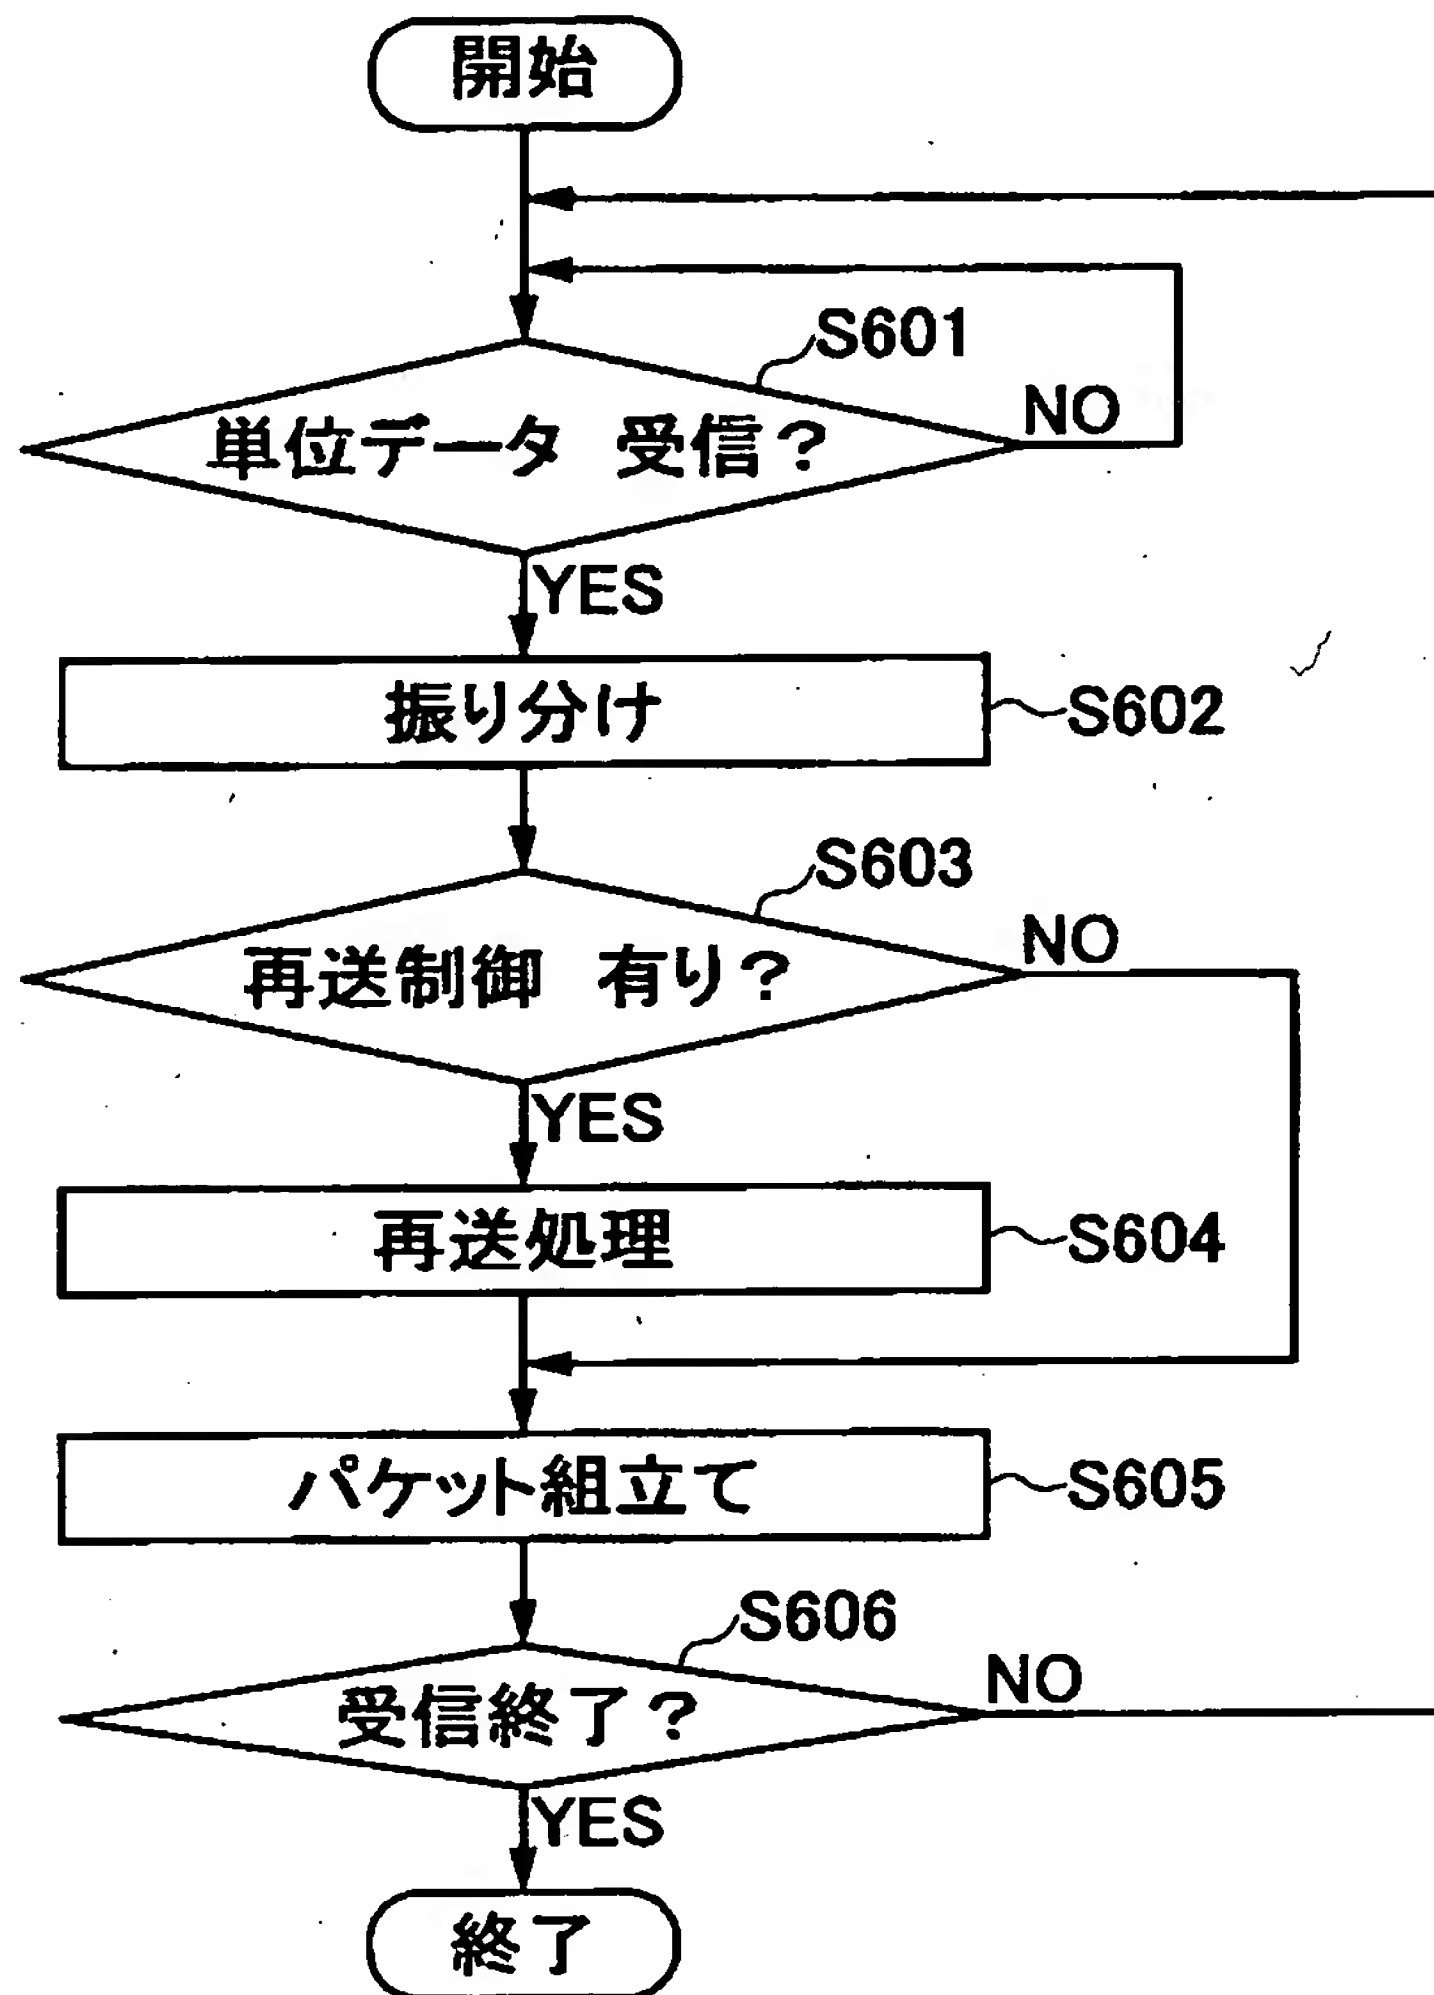 開始
S601
単位データ 受信？
NO
YES
振り分け
S602
S603
再送制御 有り？
NO
YES
再送処理
S604
パケット組立て
S605
S606
受信終了？
NO
YES
終了